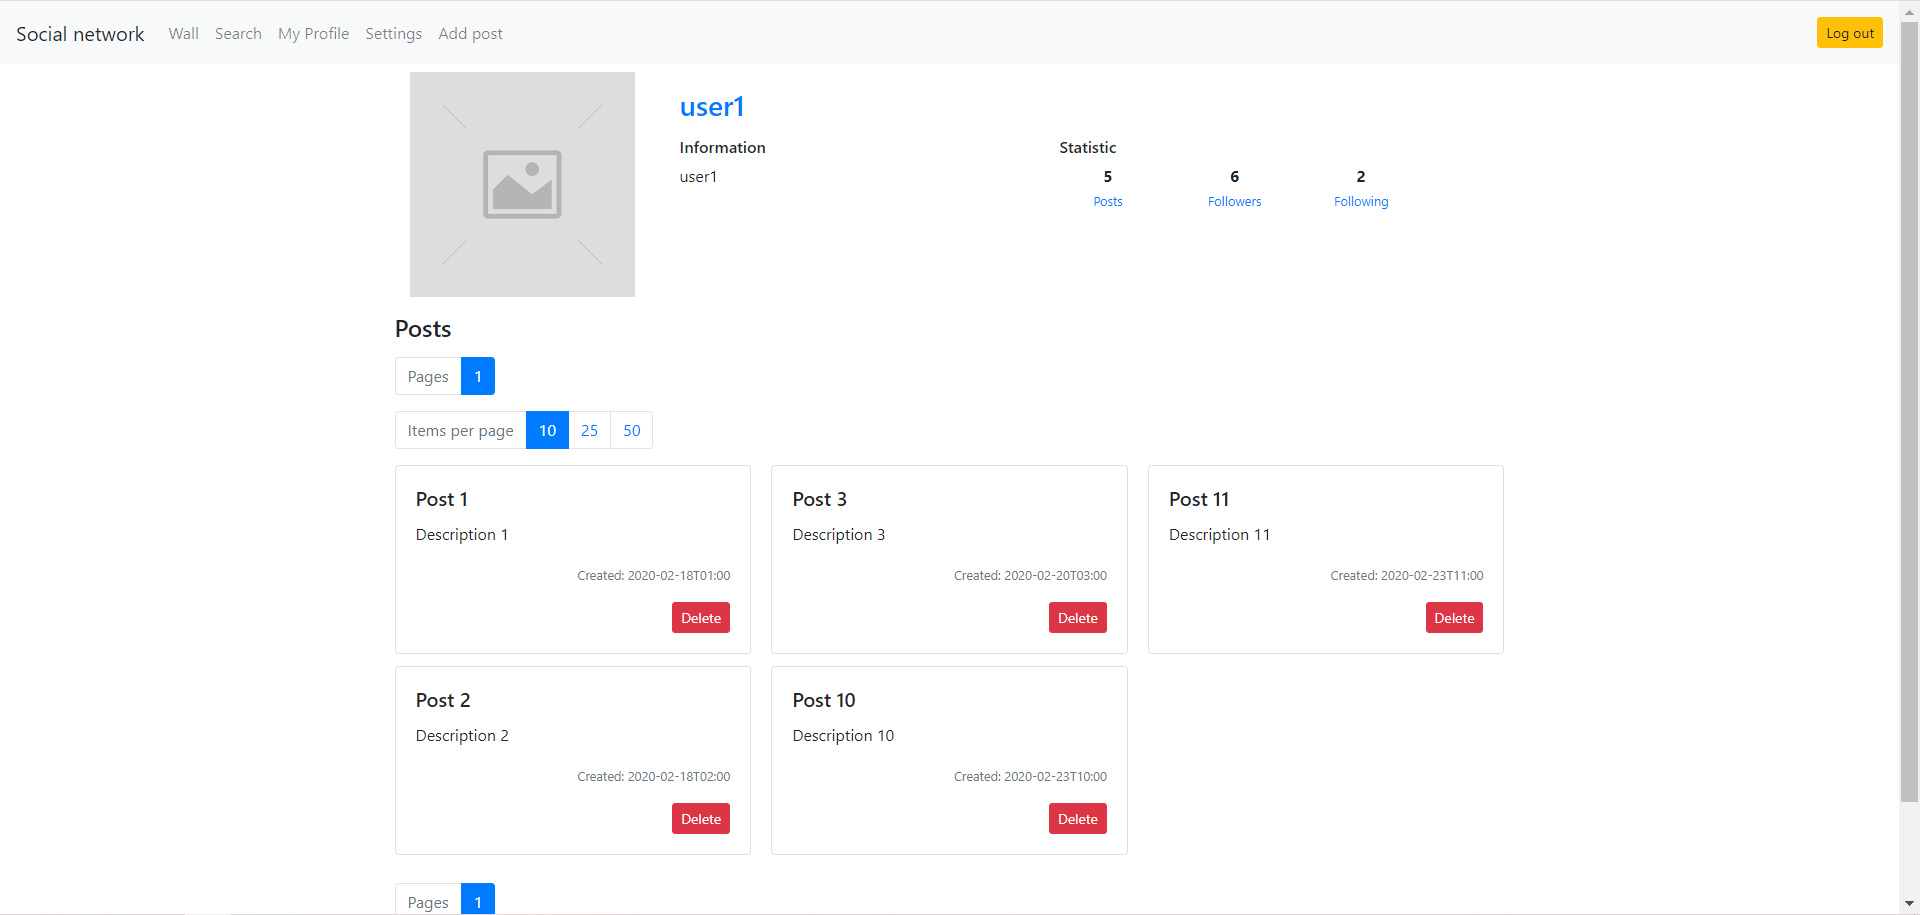 Social network Wall Search My Profile Settings Add post Log out
user1
Information Statistic
user1 5 6 2
Posts Followers Following
Posts
Pages 1
Items per page 10 25 50
Post 1
Description 1
Created: 2020-02-18T01:00
Delete
Post 3
Description 3
Created: 2020-02-20T03:00
Delete
Post 11
Description 11
Created: 2020-02-23T11:00
Delete
Post 2
Description 2
Created: 2020-02-18T02:00
Delete
Post 10
Description 10
Created: 2020-02-23T10:00
Delete
Pages 1